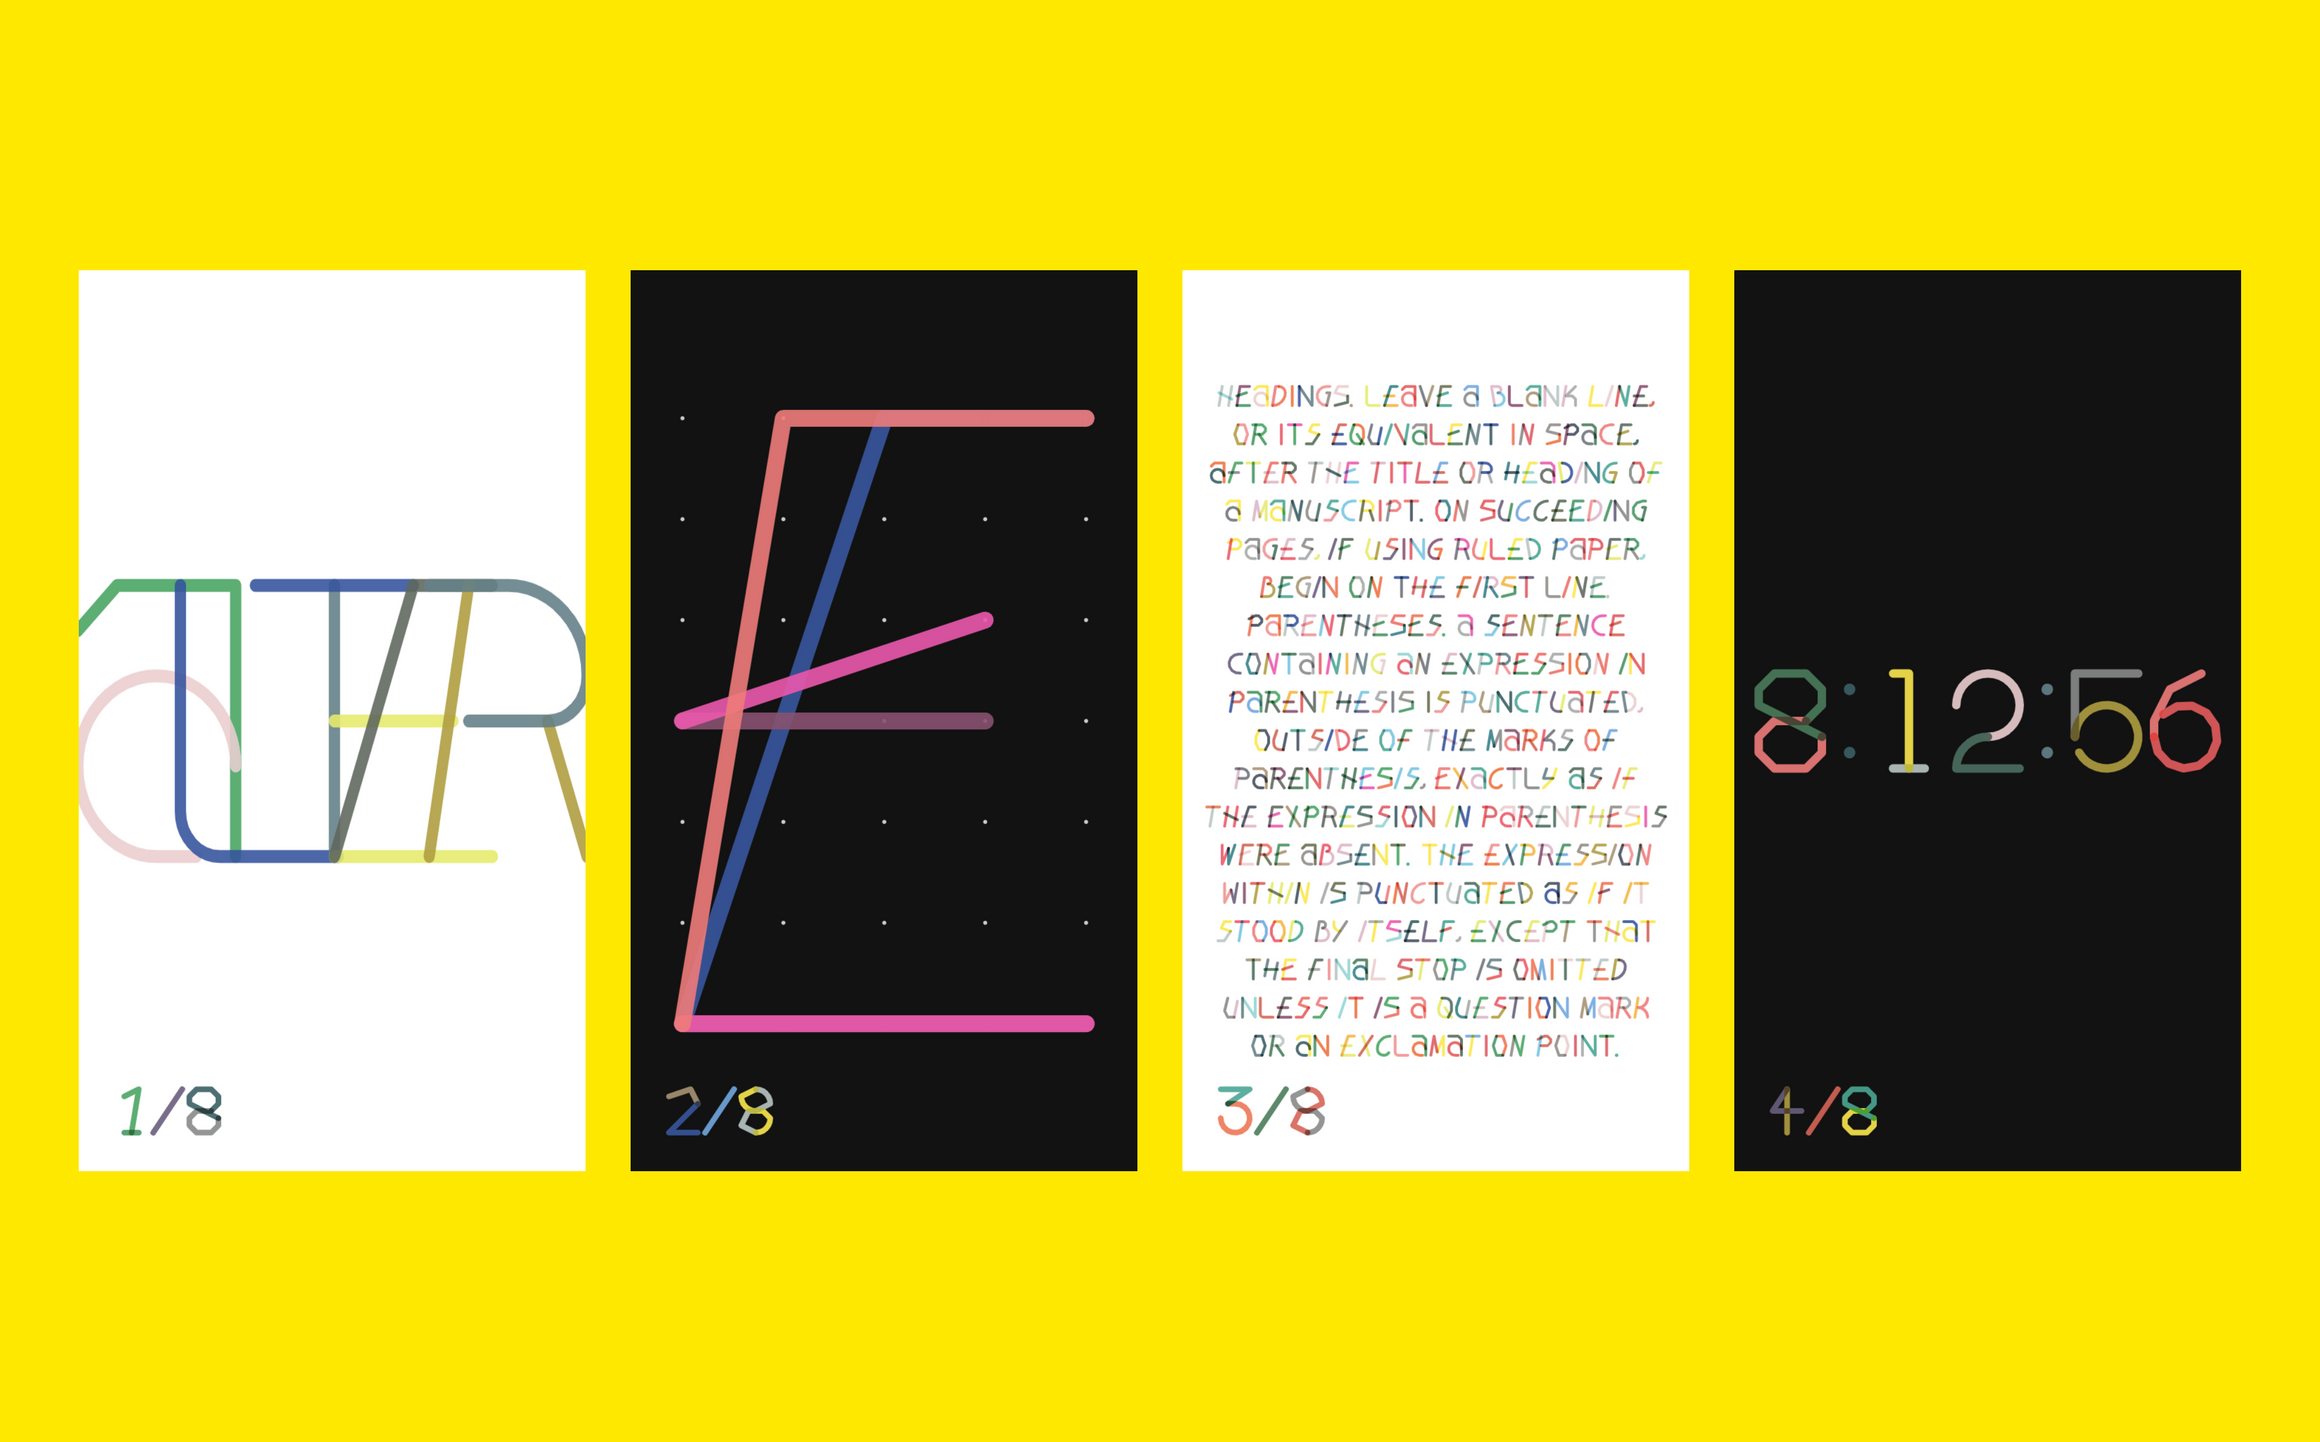 1/8
E
2/8
HEADINGS. LEAVE A BLANK LINE,
OR ITS EQUIVALENT IN SPACE,
AFTER THE TITLE OR HEADING OF
A MANUSCRIPT. ON SUCCEEDING
PAGES, IF USING RULED PAPER,
BEGIN ON THE FIRST LINE.
PARENTHESES. A SENTENCE
CONTAINING AN EXPRESSION IN
PARENTHESIS IS PUNCTUATED,
OUTSIDE OF THE MARKS OF
PARENTHESIS, EXACTLY AS IF
THE EXPRESSION IN PARENTHESIS
WERE ABSENT. THE EXPRESSION
WITHIN IS PUNCTUATED AS IF IT
STOOD BY ITSELF, EXCEPT THAT
THE FINAL STOP IS OMITTED
UNLESS IT IS A QUESTION MARK
OR AN EXCLAMATION POINT.
3/8
8:12:56
4/8